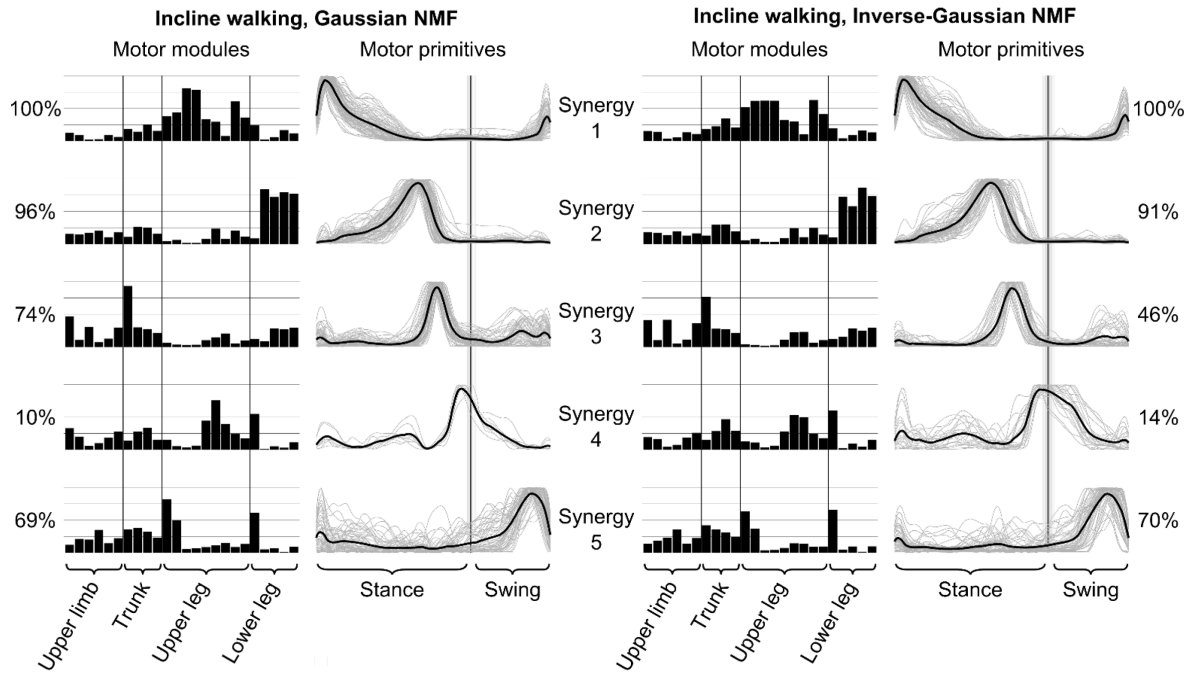 Incline walking, Gaussian NMF
Incline walking, Inverse-Gaussian NMF
Motor modules
Motor primitives
Motor modules
Motor primitives
100%
Synergy
1
100%
96%
Synergy
2
91%
74%
Synergy
3
46%
10%
Synergy
4
14%
69%
Synergy
5
70%
Upper limb
Trunk
Upper leg
Lower leg
Stance
Swing
Upper limb
Trunk
Upper leg
Lower leg
Stance
Swing